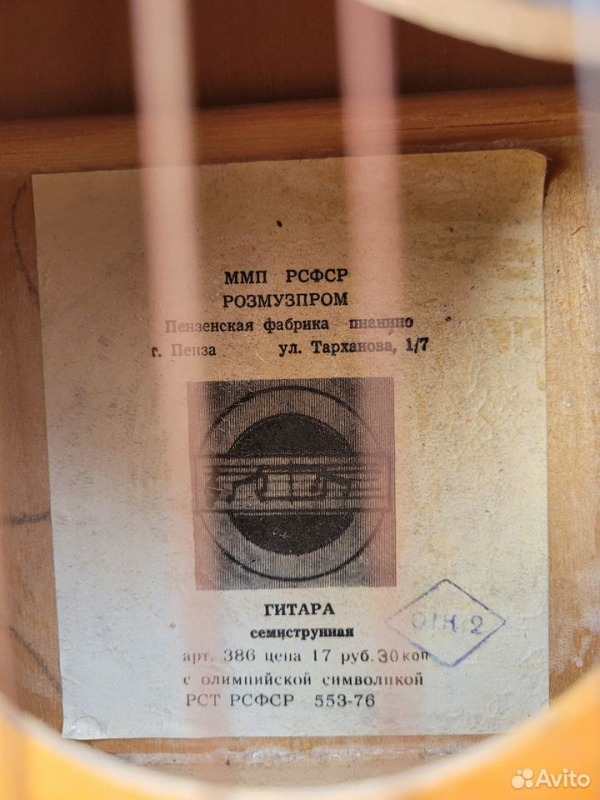 ММП РСФСР
РОЗМУЗПРОМ
Пензенская фабрика пианино
г. Пенза ул. Тарханова, 1/7
ГИТАРА
семиструнная
арт. 386 цена 17 руб. 30 коп
с олимпийской символикой
РСТ РСФСР 553-76
Avito